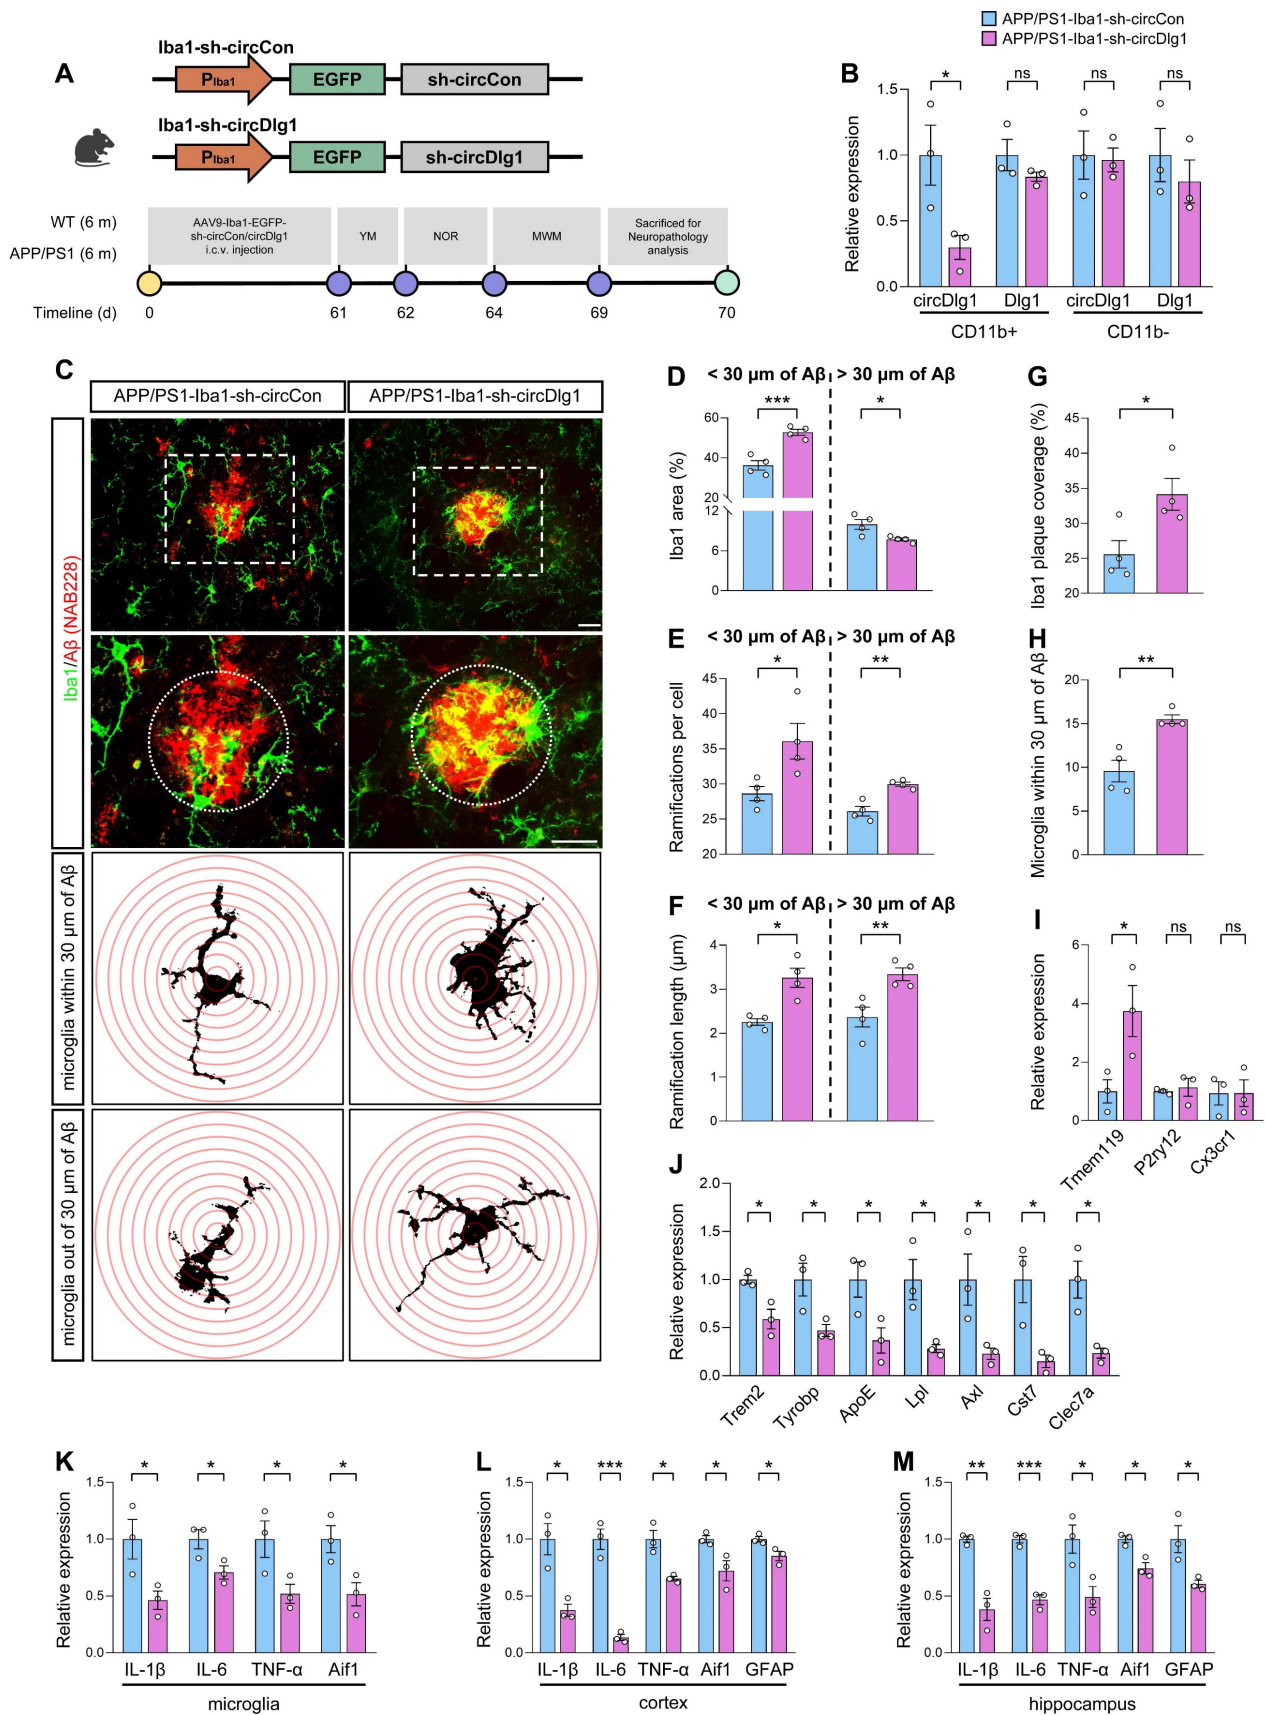 APP/PS1-Iba1-sh-circCon
APP/PS1-Iba1-sh-circDlg1
A
Iba1-sh-circCon
PIba1
EGFP
sh-circCon
Iba1-sh-circDlg1
PIba1
EGFP
sh-circDlg1
WT (6 m)
APP/PS1 (6 m)
AAV9-Iba1-EGFP-
sh-circCon/circDlg1
i.c.v. injection
YM
NOR
MWM
Sacrificed for
Neuropathology
analysis
Timeline (d)
0
61
62
64
69
70
B
Relative expression
1.5
1.0
0.5
0.0
*
ns
ns
ns
circDlg1
Dlg1
circDlg1
Dlg1
CD11b+
CD11b-
C
APP/PS1-Iba1-sh-circCon
APP/PS1-Iba1-sh-circDlg1
Iba1/Aβ (NAB228)
microglia within 30 μm of Aβ
microglia out of 30 μm of Aβ
D
< 30 μm of Aβ
> 30 μm of Aβ
Iba1 area (%)
60
40
20
12
6
0
***
*
E
< 30 μm of Aβ
> 30 μm of Aβ
Ramifications per cell
45
40
35
30
25
20
*
**
F
< 30 μm of Aβ
> 30 μm of Aβ
Ramification length (μm)
4
3
2
1
0
*
**
G
Iba1 plaque coverage (%)
45
40
35
30
25
20
*
H
Microglia within 30 μm of Aβ
20
15
10
5
0
**
I
Relative expression
6
4
2
0
*
ns
ns
Tmem119
P2ry12
Cx3cr1
J
Relative expression
2.0
1.5
1.0
0.5
0.0
*
*
*
*
*
*
*
Trem2
Tyrobp
ApoE
Lpl
Axl
Cst7
Clec7a
K
Relative expression
1.5
1.0
0.5
0.0
*
*
*
*
IL-1β
IL-6
TNF-α
Aif1
microglia
L
Relative expression
1.5
1.0
0.5
0.0
*
***
*
*
*
IL-1β
IL-6
TNF-α
Aif1
GFAP
cortex
M
Relative expression
1.5
1.0
0.5
0.0
**
***
*
*
*
IL-1β
IL-6
TNF-α
Aif1
GFAP
hippocampus